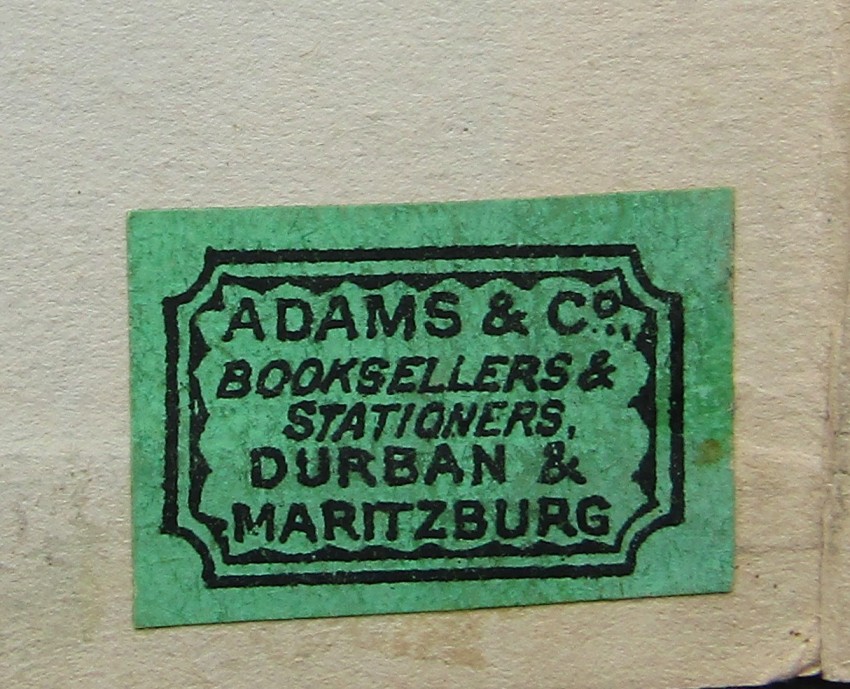 ADAMS & Co.,
BOOKSELLERS &
STATIONERS,
DURBAN &
MARITZBURG